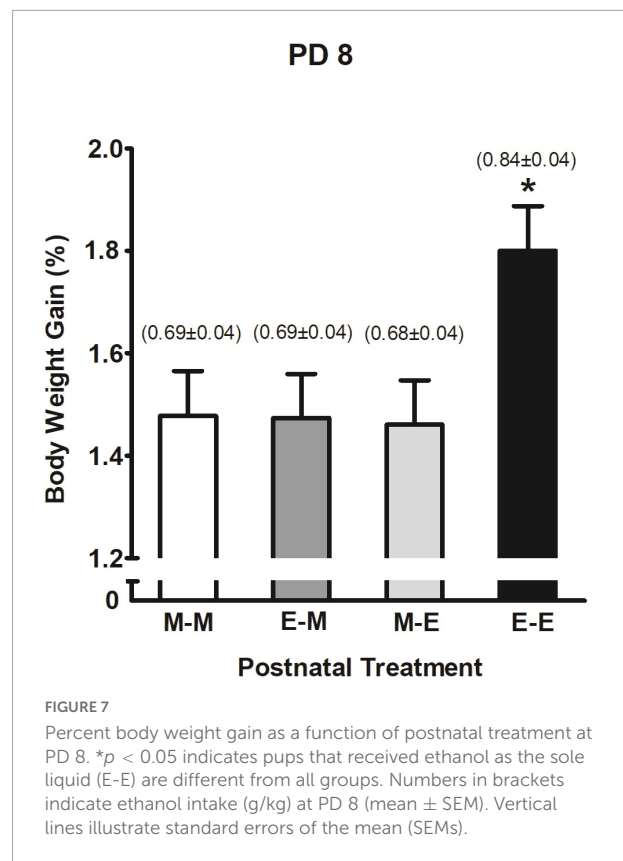 PD 8
(0.84±0.04)
*
(0.69±0.04) (0.69±0.04) (0.68±0.04)
Body Weight Gain (%)
2.0
1.8
1.6
1.4
1.2
0
M-M E-M M-E E-E
Postnatal Treatment
FIGURE 7
Percent body weight gain as a function of postnatal treatment at
PD 8. *p < 0.05 indicates pups that received ethanol as the sole
liquid (E-E) are different from all groups. Numbers in brackets
indicate ethanol intake (g/kg) at PD 8 (mean ± SEM). Vertical
lines illustrate standard errors of the mean (SEMs).